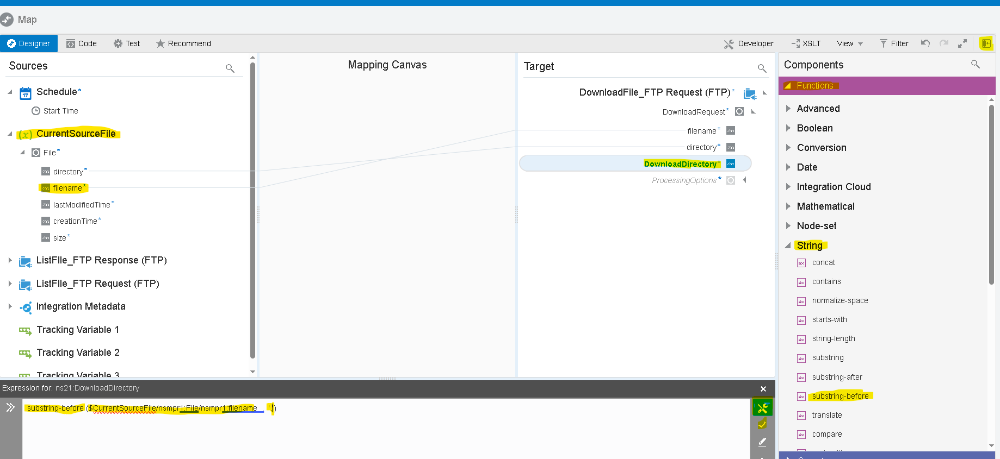 Map
Designer Code Test Recommend Developer XSLT View Filter
Sources
Schedule*
Start Time
CurrentSourceFile
File*
directory*
filename*
lastModifiedTime*
creationTime*
size*
ListFIle_FTP Response (FTP)
ListFIle_FTP Request (FTP)
Integration Metadata
Tracking Variable 1
Tracking Variable 2
Tracking Variable 3
Mapping Canvas
Target
DownloadFile_FTP Request (FTP)*
DownloadRequest*
filename*
directory*
DownloadDirectory*
ProcessingOptions*
Components
Functions
Advanced
Boolean
Conversion
Date
Integration Cloud
Mathematical
Node-set
String
concat
contains
normalize-space
starts-with
string-length
substring
substring-after
substring-before
translate
compare
Expression for: ns21:DownloadDirectory
substring-before ($CurrentSourceFile/nsmpr1:File/nsmpr1:filename ,